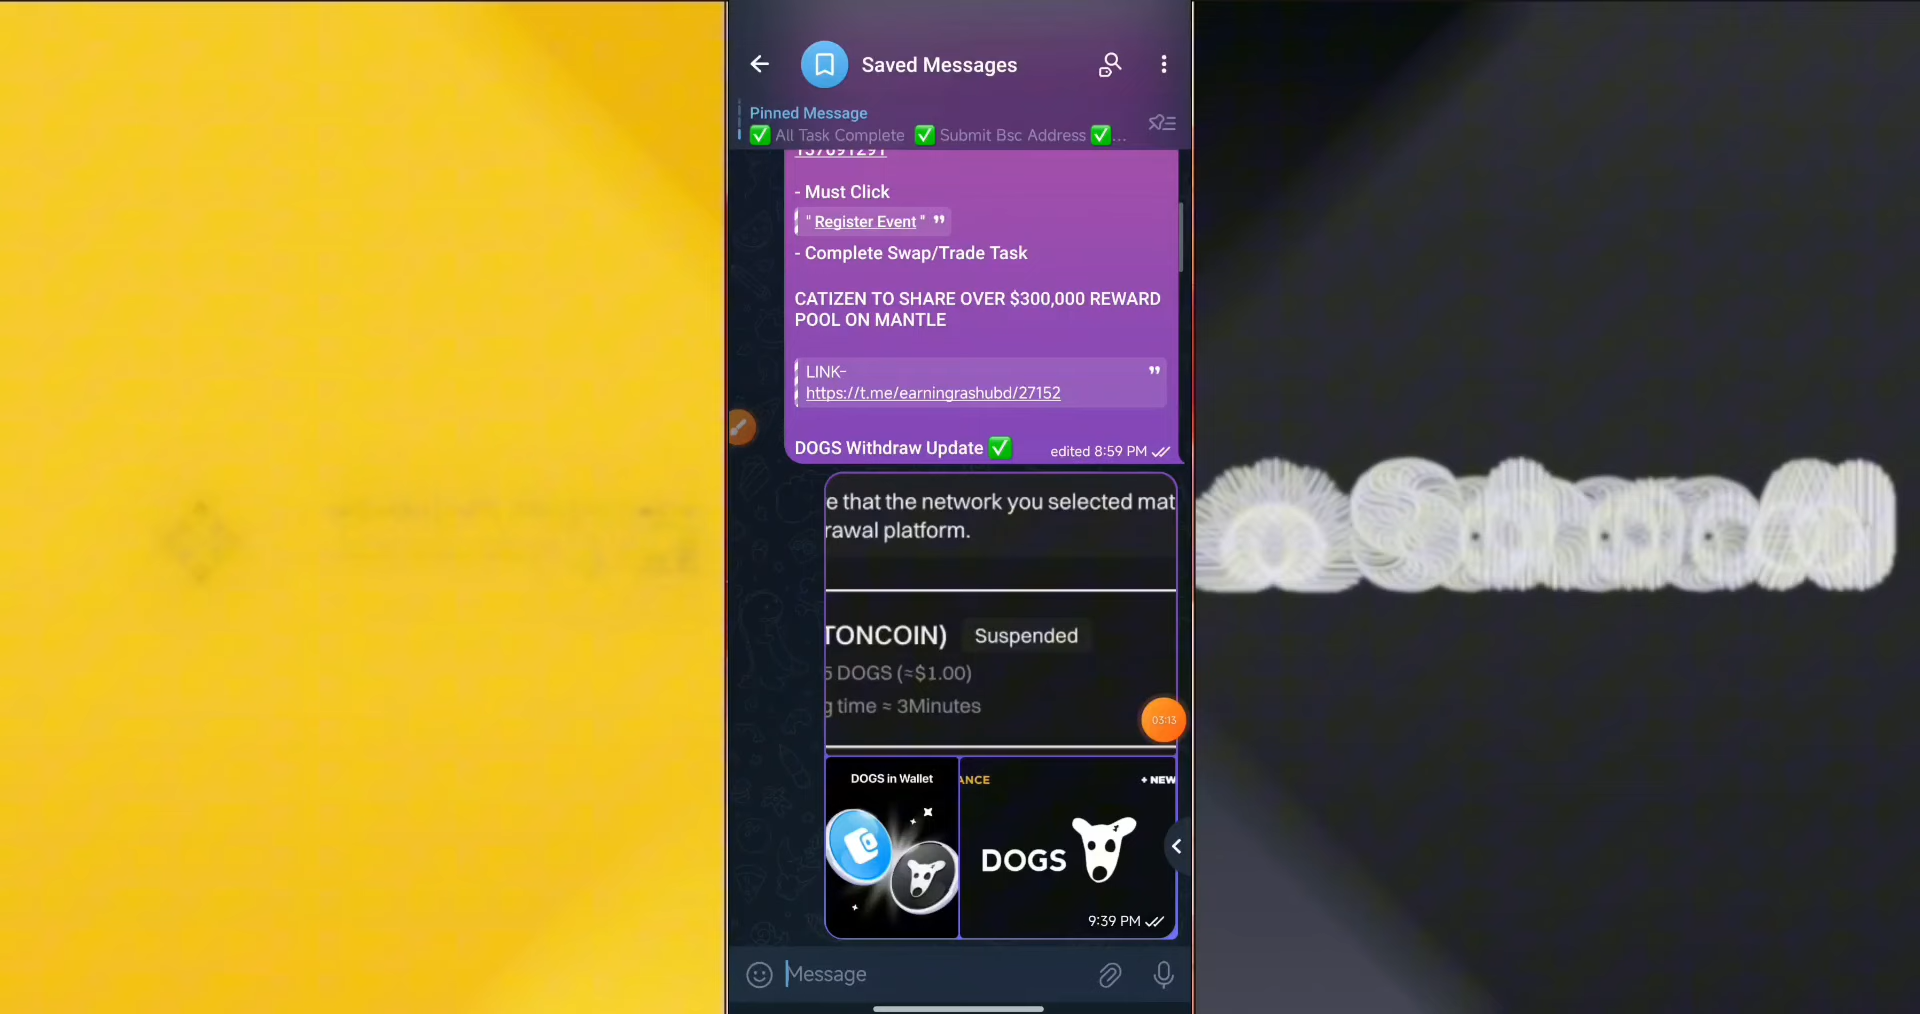 Saved Messages
Pinned Message
✅ All Task Complete ✅ Submit Bsc Address ✅...
137691291
- Must Click
" Register Event "
- Complete Swap/Trade Task
CATIZEN TO SHARE OVER $300,000 REWARD
POOL ON MANTLE
LINK-
https://t.me/earningrashubd/27152
DOGS Withdraw Update ✅
edited 8:59 PM
e that the network you selected mat
rawal platform.
TONCOIN) Suspended
5 DOGS (≈$1.00)
g time ≈ 3Minutes
03:13
DOGS in Wallet
ANCE
+ NEW
DOGS
9:39 PM
Message